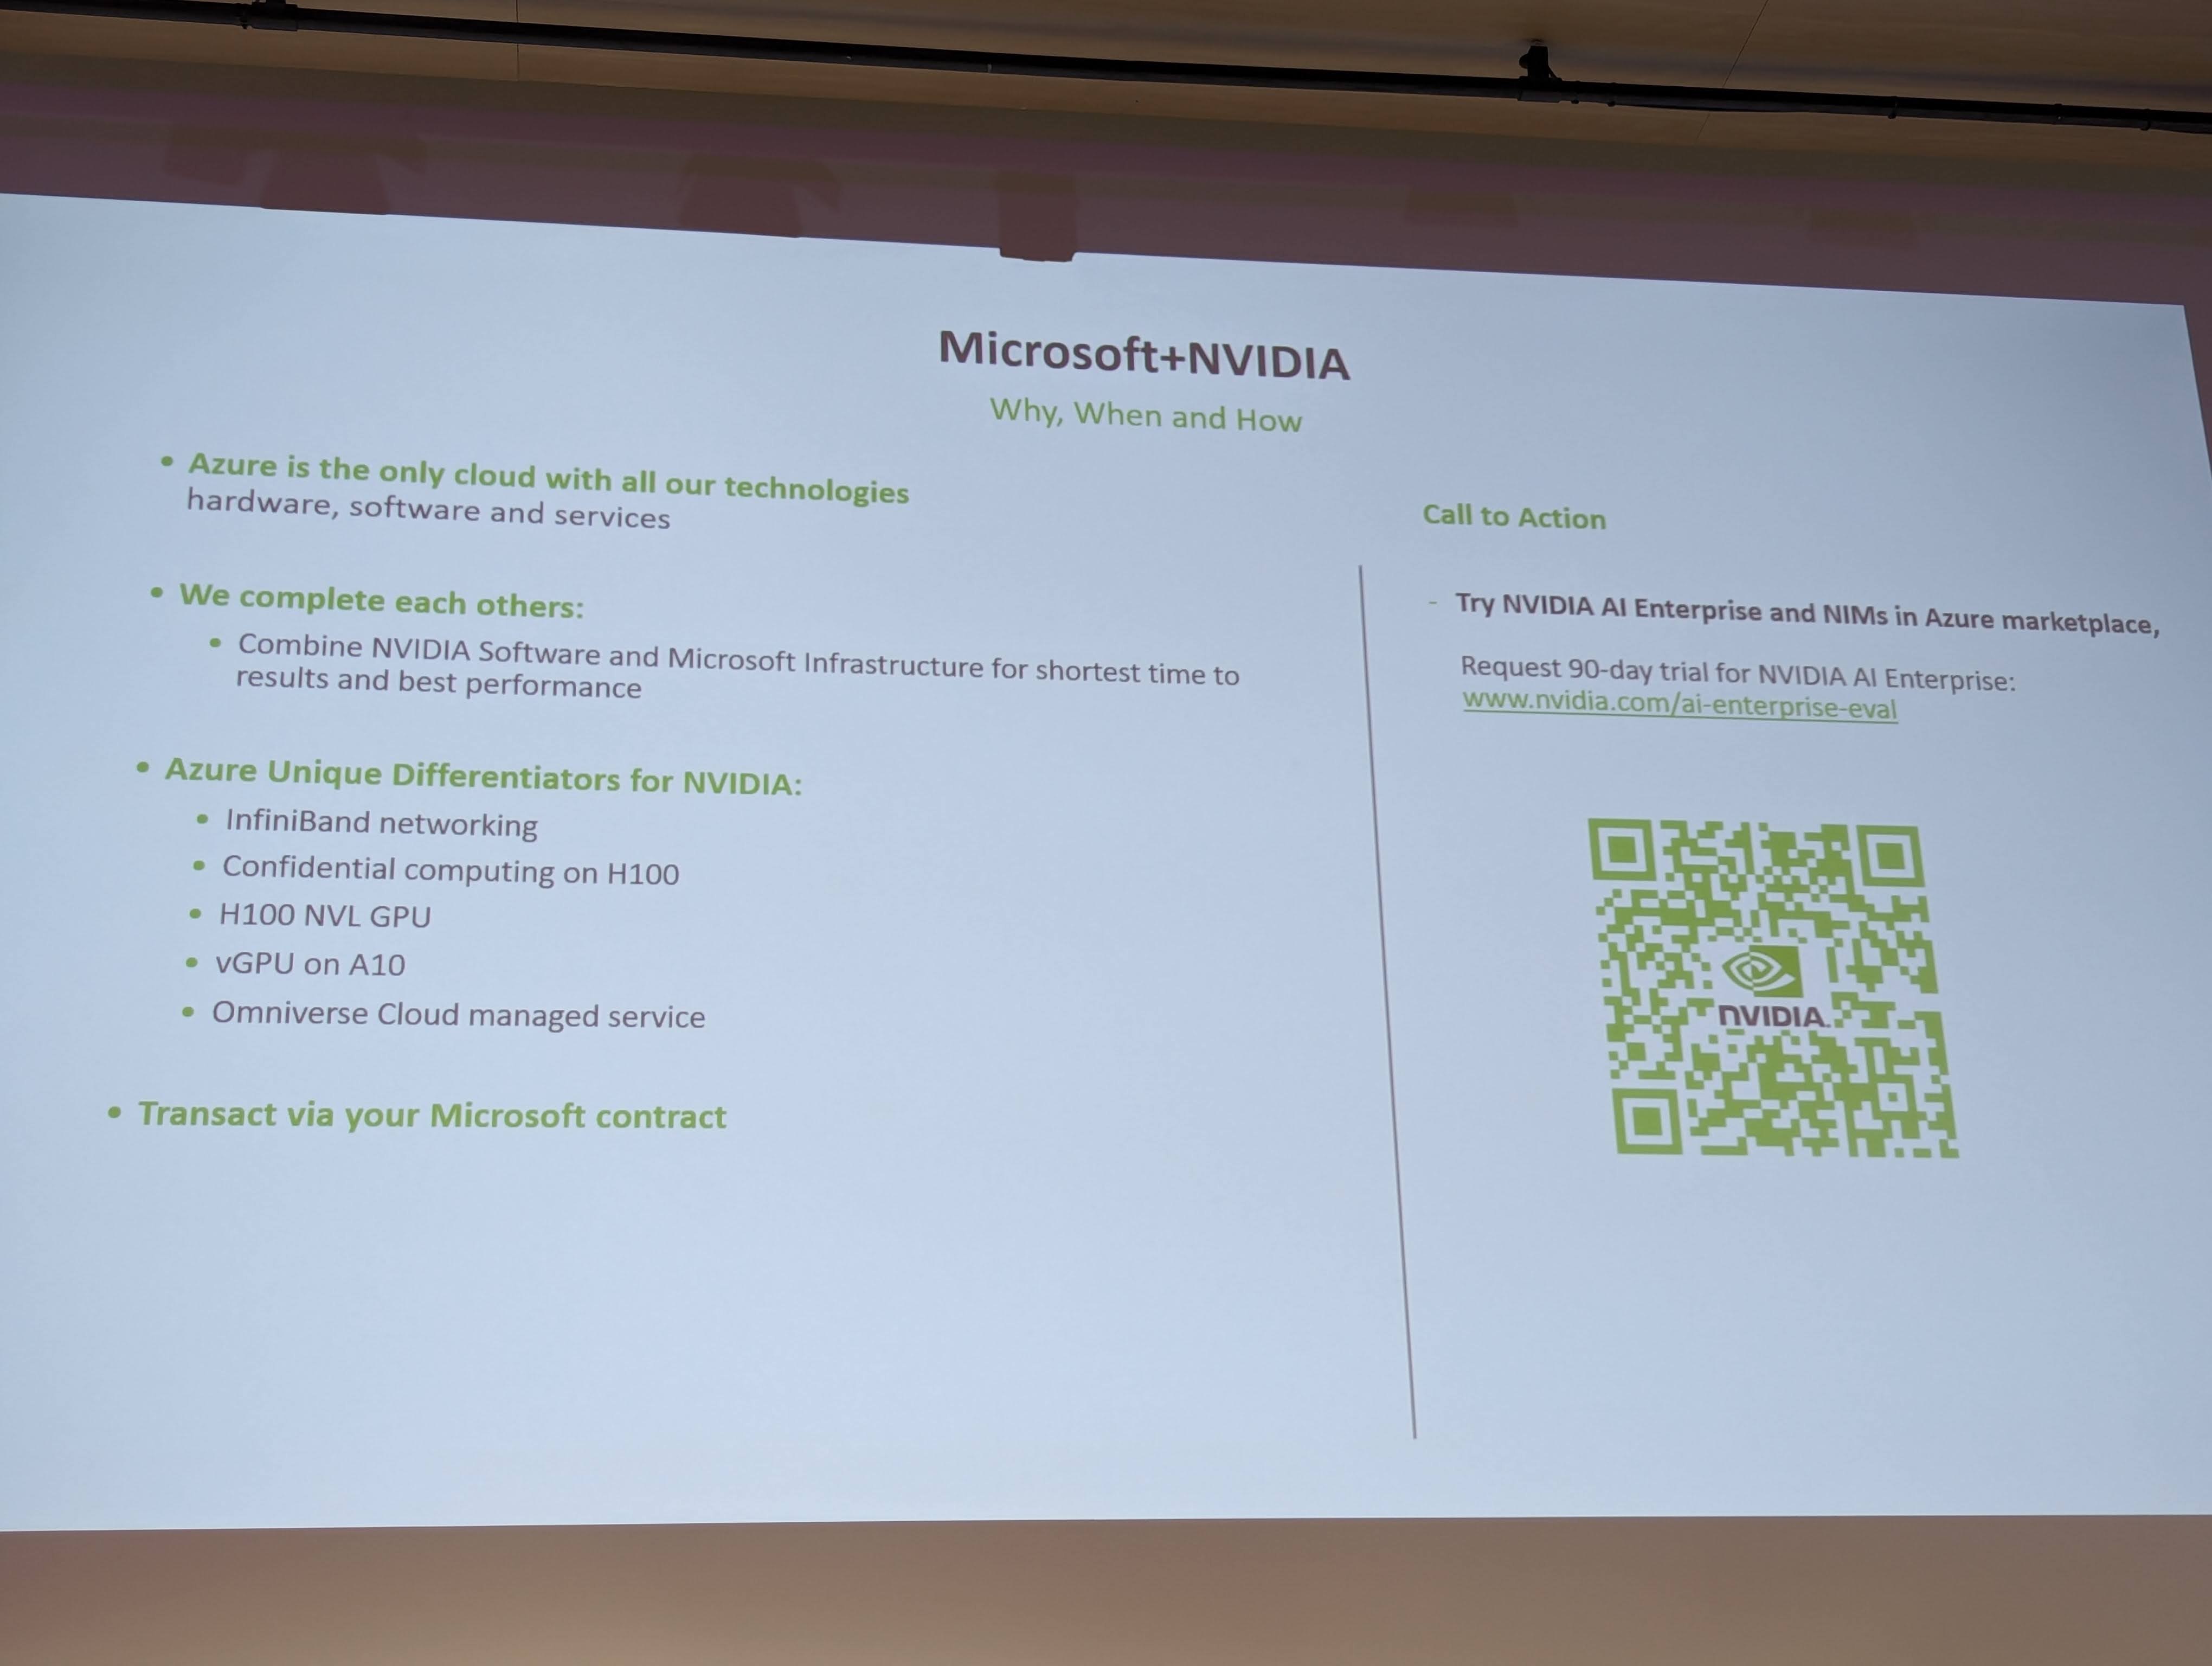 Microsoft+NVIDIA
Why, When and How
• Azure is the only cloud with all our technologies
hardware, software and services
• We complete each others:
• Combine NVIDIA Software and Microsoft Infrastructure for shortest time to
results and best performance
• Azure Unique Differentiators for NVIDIA:
• InfiniBand networking
• Confidential computing on H100
• H100 NVL GPU
• vGPU on A10
• Omniverse Cloud managed service
• Transact via your Microsoft contract
Call to Action
- Try NVIDIA AI Enterprise and NIMs in Azure marketplace,
Request 90-day trial for NVIDIA AI Enterprise:
www.nvidia.com/ai-enterprise-eval
NVIDIA.